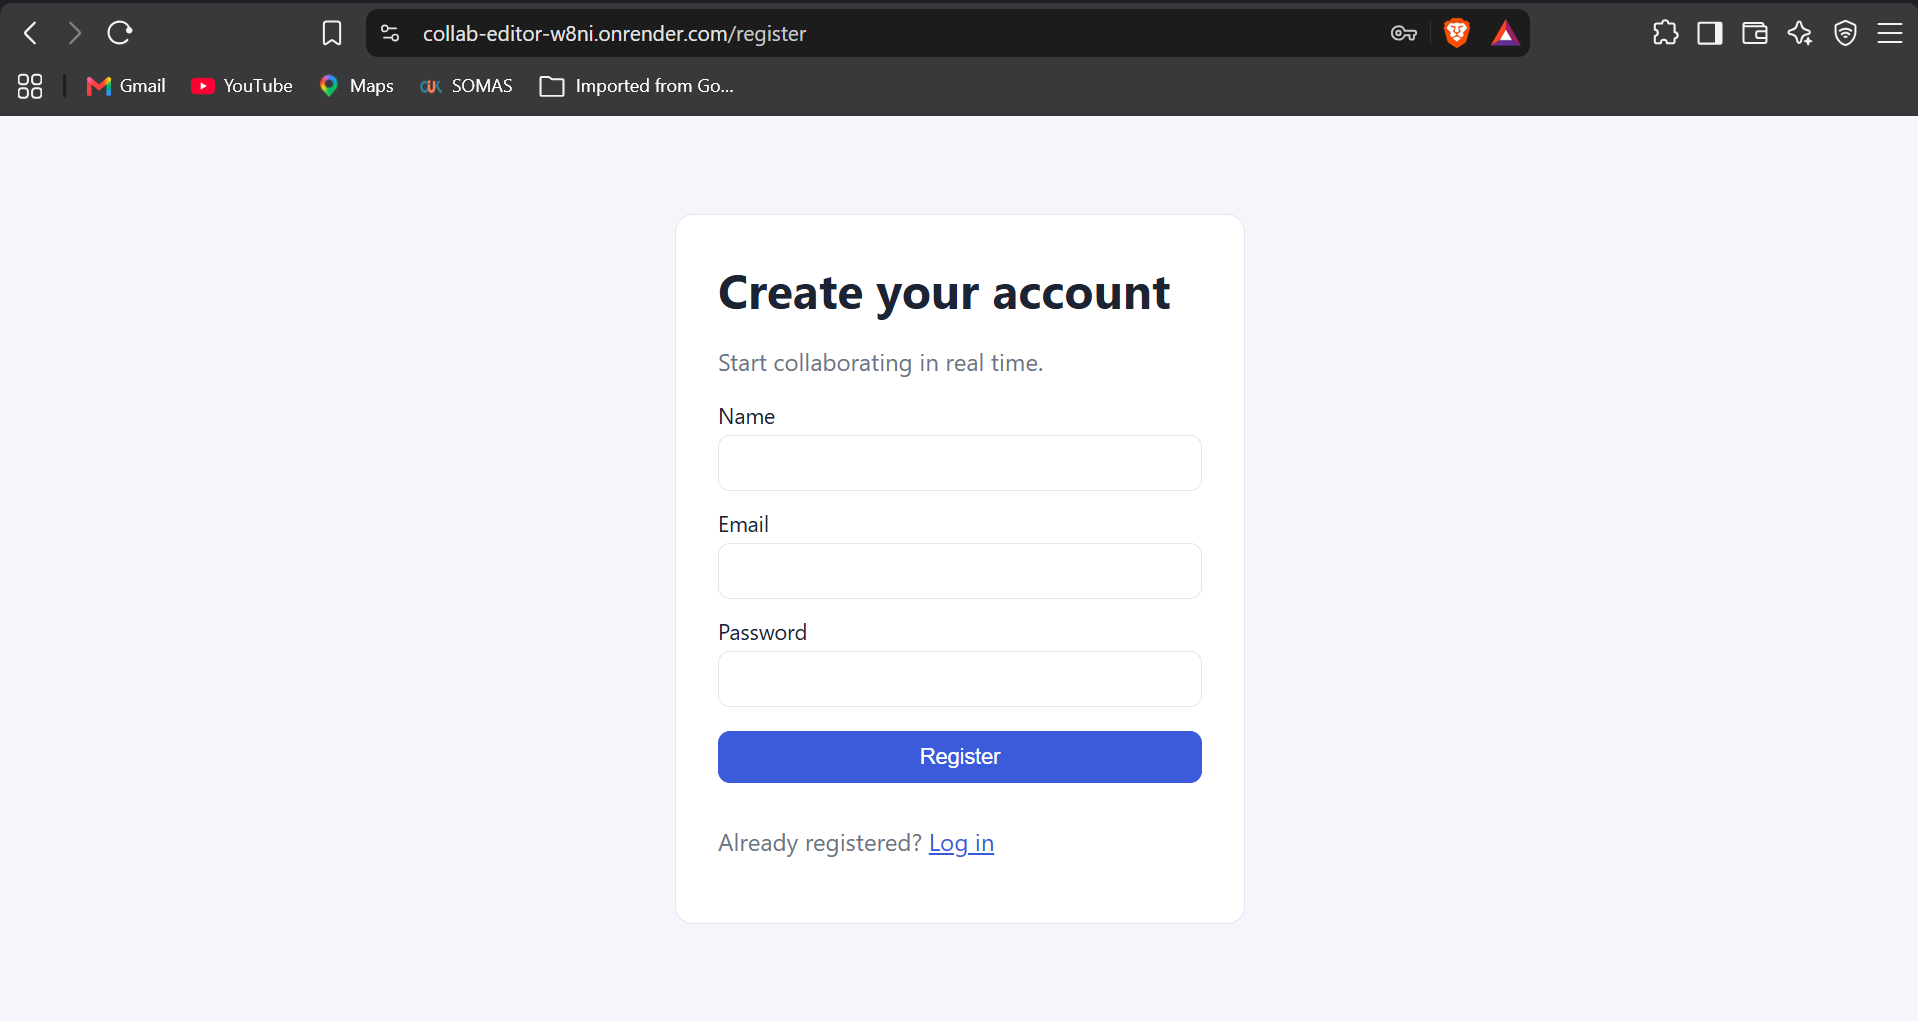 collab-editor-w8ni.onrender.com/register
Gmail YouTube Maps CUK SOMAS Imported from Go...
Create your account
Start collaborating in real time.
Name
Email
Password
Register
Already registered? Log in